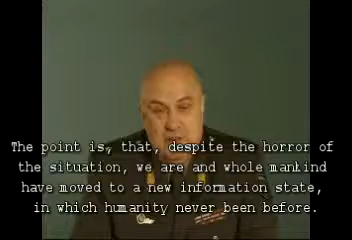 The point is, that, despite the horror of
the situation, we are and whole mankind
have moved to a new information state,
in which humanity never been before.